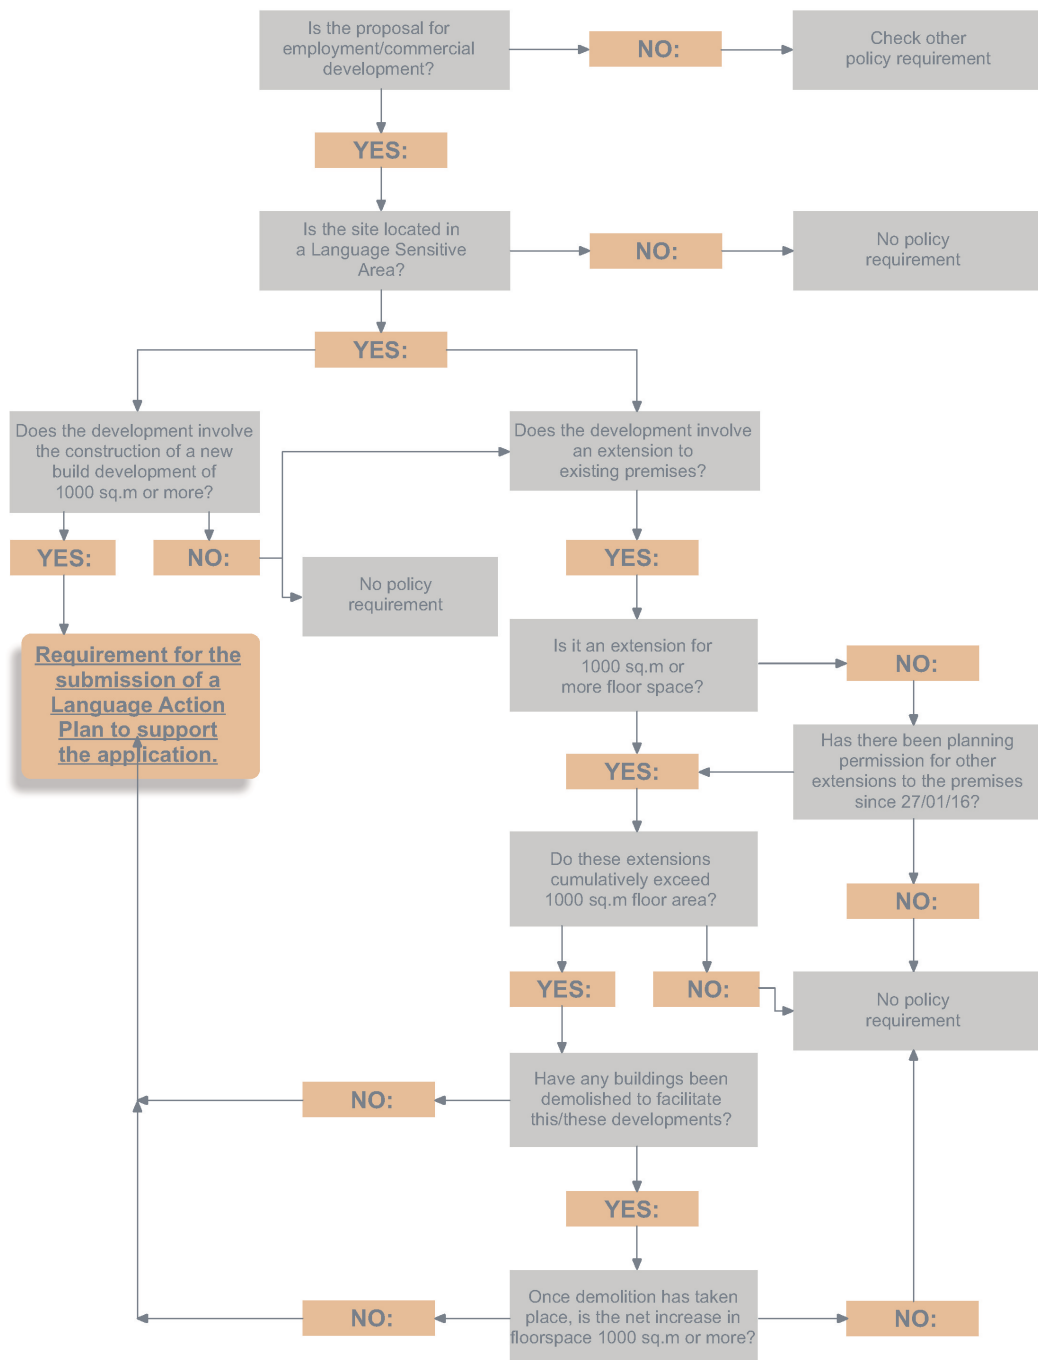 Is the proposal for
employment/commercial
development?
NO:
Check other
policy requirement
YES:
Is the site located in
a Language Sensitive
Area?
NO:
No policy
requirement
YES:
Does the development involve
the construction of a new
build development of
1000 sq.m or more?
Does the development involve
an extension to
existing premises?
YES:
NO:
YES:
No policy
requirement
Requirement for the
submission of a
Language Action
Plan to support
the application.
Is it an extension for
1000 sq.m or
more floor space?
NO:
YES:
Has there been planning
permission for other
extensions to the premises
since 27/01/16?
Do these extensions
cumulatively exceed
1000 sq.m floor area?
NO:
YES:
NO:
No policy
requirement
Have any buildings been
demolished to facilitate
this/these developments?
NO:
YES:
Once demolition has taken
place, is the net increase in
floorspace 1000 sq.m or more?
NO:
NO: